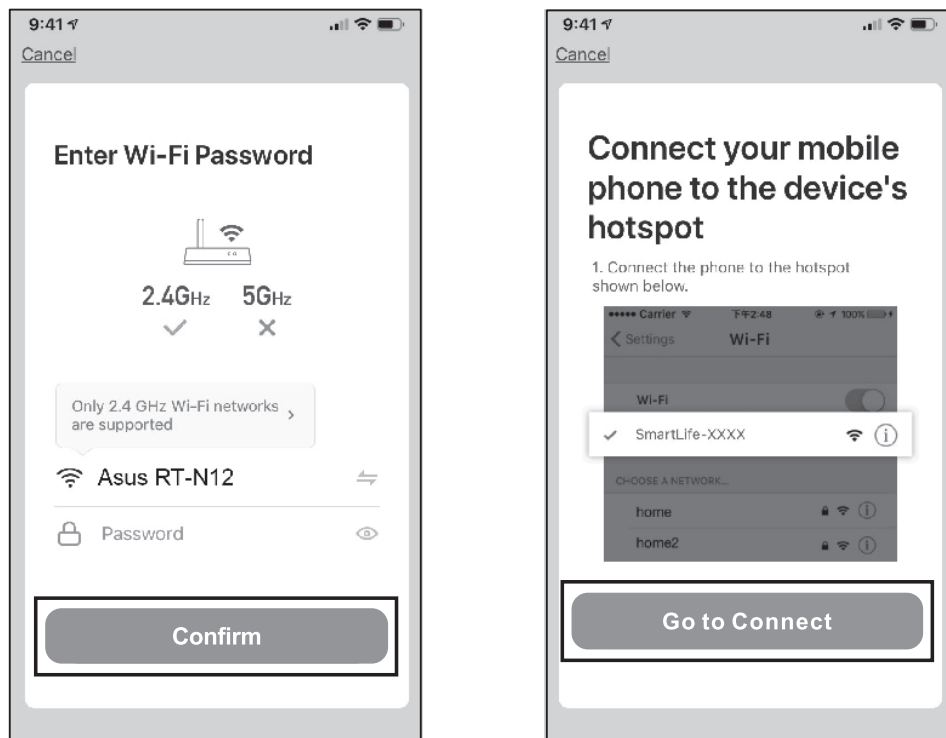 9:41
Cancel
Enter Wi-Fi Password
2.4GHz 5GHz
Only 2.4 GHz Wi-Fi networks
are supported
Asus RT-N12
Password
Confirm
9:41
Cancel
Connect your mobile
phone to the device's
hotspot
1. Connect the phone to the hotspot
shown below.
Carrier 下午2:48 100%
Settings Wi-Fi
Wi-Fi
SmartLife-XXXX
CHOOSE A NETWORK...
home
home2
Go to Connect